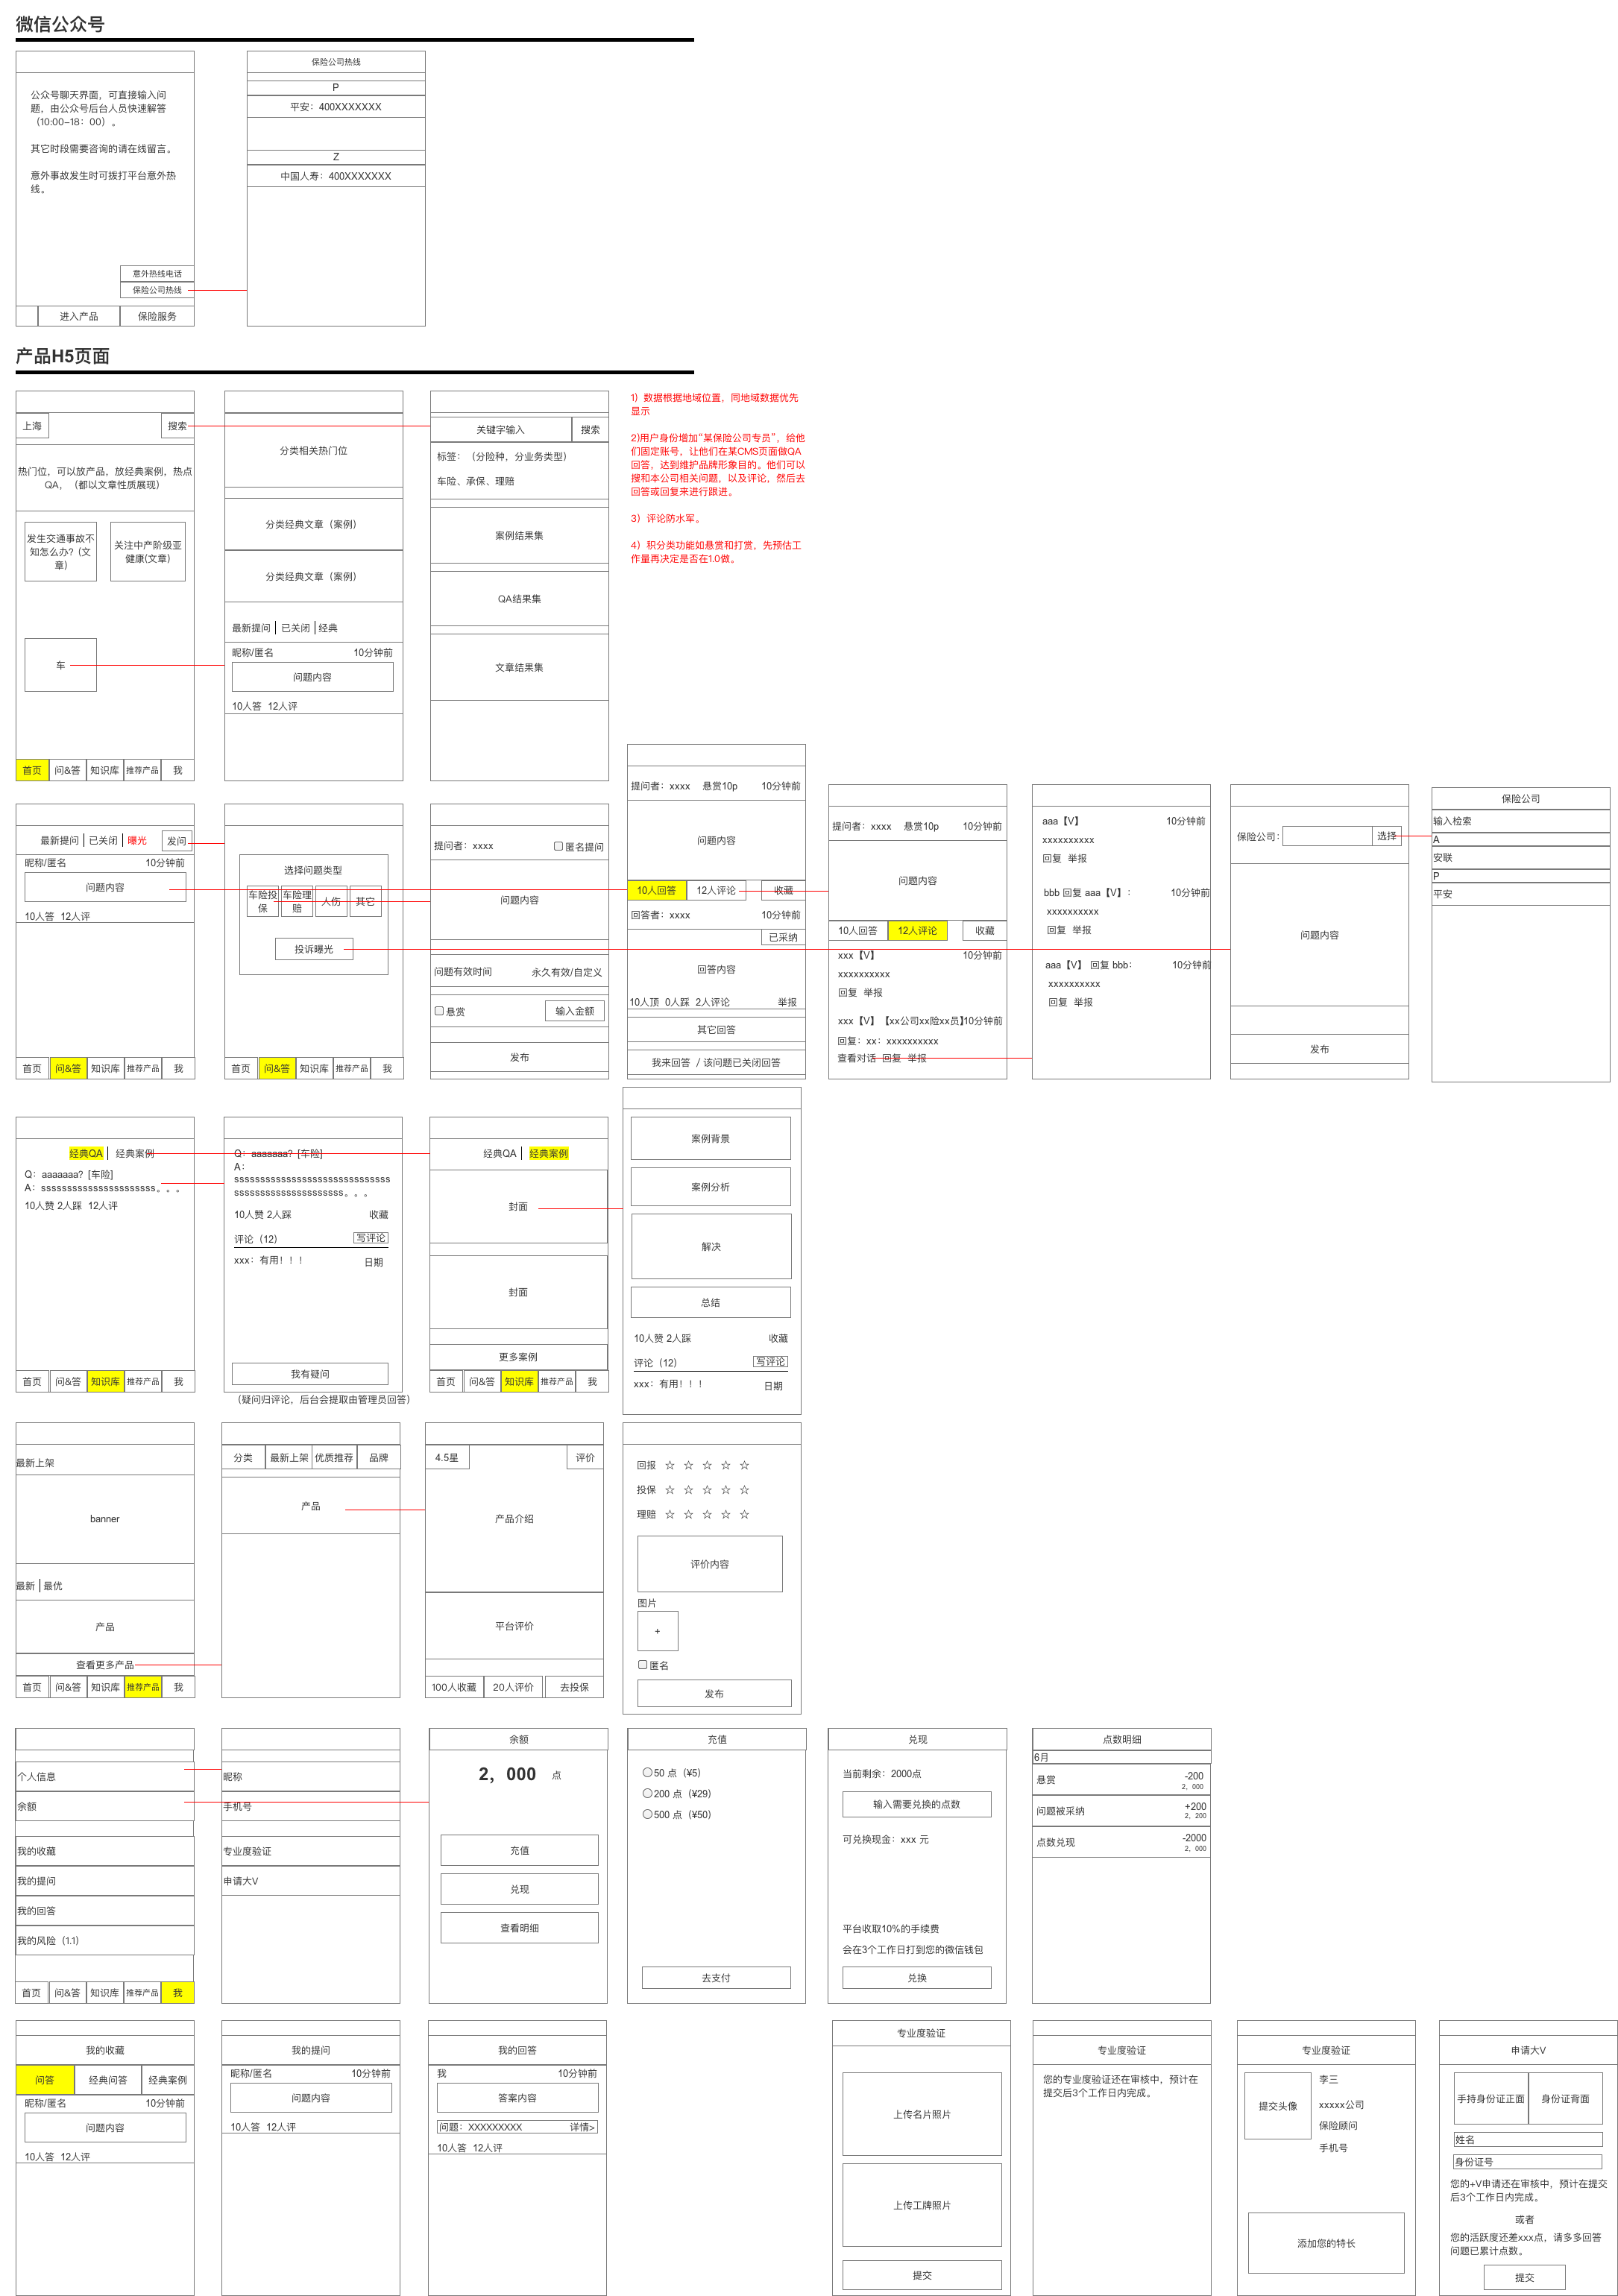 微信公众号
公众号聊天界面，可直接输入问
题，由公众号后台人员快速解答
（10:00-18：00）。
其它时段需要咨询的请在线留言。
意外事故发生时可拨打平台意外热
线。
意外热线电话
保险公司热线
进入产品
保险服务
保险公司热线
P
平安：400XXXXXXX
Z
中国人寿：400XXXXXXX
产品H5页面
上海
搜索
热门位，可以放产品，放经典案例，热点
QA，（都以文章性质展现）
发生交通事故不
知怎么办？(文
章)
关注中产阶级亚
健康(文章)
车
首页
问&答
知识库
推荐产品
我
分类相关热门位
分类经典文章（案例）
分类经典文章（案例）
最新提问
已关闭
经典
昵称/匿名
10分钟前
问题内容
10人答 12人评
关键字输入
搜索
标签：（分险种，分业务类型）
车险、承保、理赔
案例结果集
QA结果集
文章结果集
1）数据根据地域位置，同地域数据优先
显示
2)用户身份增加“某保险公司专员”，给他
们固定账号，让他们在某CMS页面做QA
回答，达到维护品牌形象目的。他们可以
搜和本公司相关问题，以及评论，然后去
回答或回复来进行跟进。
3）评论防水军。
4）积分类功能如悬赏和打赏，先预估工
作量再决定是否在1.0做。
最新提问
已关闭
曝光
发问
昵称/匿名
10分钟前
问题内容
10人答 12人评
首页
问&答
知识库
推荐产品
我
选择问题类型
车险投
保
车险理
赔
人伤
其它
投诉曝光
首页
问&答
知识库
推荐产品
我
提问者：xxxx
匿名提问
问题内容
问题有效时间
永久有效/自定义
悬赏
输入金额
发布
提问者：xxxx
悬赏10p
10分钟前
问题内容
10人回答
12人评论
收藏
回答者：xxxx
10分钟前
已采纳
回答内容
10人顶 0人踩 2人评论
举报
其它回答
我来回答 / 该问题已关闭回答
提问者：xxxx
悬赏10p
10分钟前
问题内容
10人回答
12人评论
收藏
xxx【V】
10分钟前
xxxxxxxxxx
回复 举报
xxx【V】【xx公司xx险xx员】10分钟前
回复：xx：xxxxxxxxxx
查看对话 回复 举报
aaa【V】
10分钟前
xxxxxxxxxx
回复 举报
bbb 回复 aaa【V】：
10分钟前
xxxxxxxxxx
回复 举报
aaa【V】 回复 bbb：
10分钟前
xxxxxxxxxx
回复 举报
保险公司：
选择
问题内容
发布
保险公司
输入检索
A
安联
P
平安
经典QA
经典案例
Q：aaaaaaa？[车险]
A：ssssssssssssssssssssss。。。
10人赞 2人踩 12人评
首页
问&答
知识库
推荐产品
我
Q：aaaaaaa？[车险]
A：
ssssssssssssssssssssssssssssss
sssssssssssssssssssss。。。
10人赞 2人踩
收藏
评论（12）
写评论
xxx：有用！！！
日期
我有疑问
（疑问归评论，后台会提取由管理员回答）
经典QA
经典案例
封面
封面
更多案例
首页
问&答
知识库
推荐产品
我
案例背景
案例分析
解决
总结
10人赞 2人踩
收藏
评论（12）
写评论
xxx：有用！！！
日期
最新上架
banner
最新
最优
产品
查看更多产品
首页
问&答
知识库
推荐产品
我
分类
最新上架
优质推荐
品牌
产品
4.5星
评价
产品介绍
平台评价
100人收藏
20人评价
去投保
回报 ☆ ☆ ☆ ☆ ☆
投保 ☆ ☆ ☆ ☆ ☆
理赔 ☆ ☆ ☆ ☆ ☆
评价内容
图片
+
匿名
发布
个人信息
余额
我的收藏
我的提问
我的回答
我的风险（1.1）
首页
问&答
知识库
推荐产品
我
昵称
手机号
专业度验证
申请大V
余额
2，000 点
充值
兑现
查看明细
充值
50 点（¥5）
200 点（¥29）
500 点（¥50）
去支付
兑现
当前剩余：2000点
输入需要兑换的点数
可兑换现金：xxx 元
平台收取10%的手续费
会在3个工作日打到您的微信钱包
兑换
点数明细
6月
悬赏
-200
2，000
问题被采纳
+200
2，200
点数兑现
-2000
2，000
我的收藏
问答
经典问答
经典案例
昵称/匿名
10分钟前
问题内容
10人答 12人评
我的提问
昵称/匿名
10分钟前
问题内容
10人答 12人评
我的回答
我
10分钟前
答案内容
问题：XXXXXXXXX
详情>
10人答 12人评
专业度验证
上传名片照片
上传工牌照片
提交
专业度验证
您的专业度验证还在审核中，预计在
提交后3个工作日内完成。
专业度验证
提交头像
李三
xxxxx公司
保险顾问
手机号
添加您的特长
申请大V
手持身份证正面
身份证背面
姓名
身份证号
您的+V申请还在审核中，预计在提交
后3个工作日内完成。
或者
您的活跃度还差xxx点，请多多回答
问题已累计点数。
提交